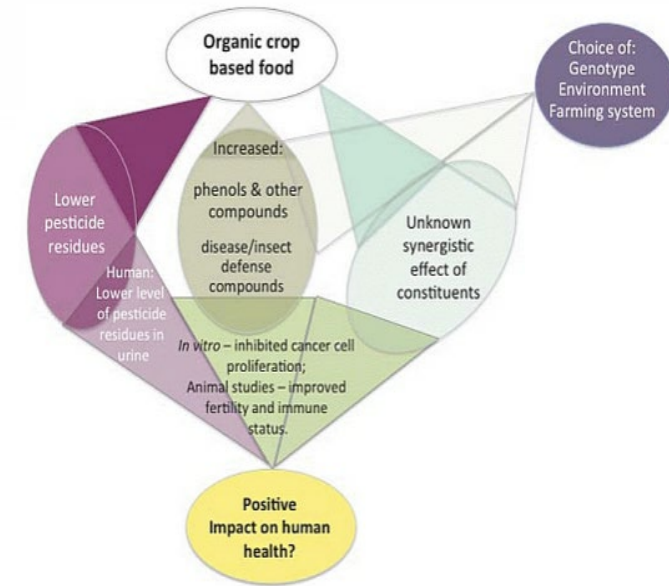 Organic crop
based food
Choice of:
Genotype
Environment
Farming system
Increased:
phenols & other
compounds
disease/insect
defense
compounds
Lower
pesticide
residues
Unknown
synergistic
effect of
constituents
Human:
Lower level
of pesticide
residues in
urine
In vitro – inhibited cancer cell
proliferation;
Animal studies – improved
fertility and immune
status.
Positive
Impact on human
health?